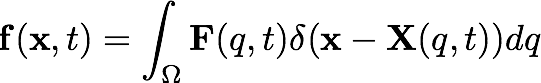 f(x, t) = ∫_Ω F(q, t)δ(x − X(q, t))dq